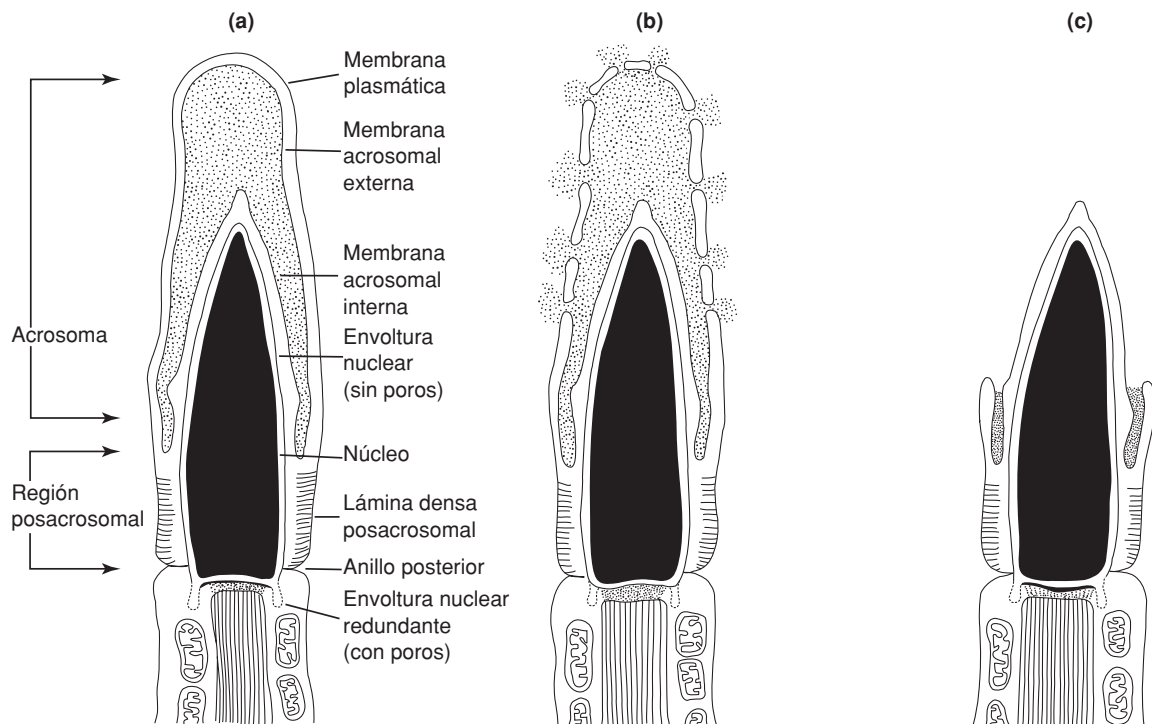 (a)
(b)
(c)
Membrana
plasmática
Membrana
acrosomal
externa
Membrana
acrosomal
interna
Acrosoma
Envoltura
nuclear
(sin poros)
Núcleo
Región
posacrosomal
Lámina densa
posacrosomal
Anillo posterior
Envoltura nuclear
redundante
(con poros)